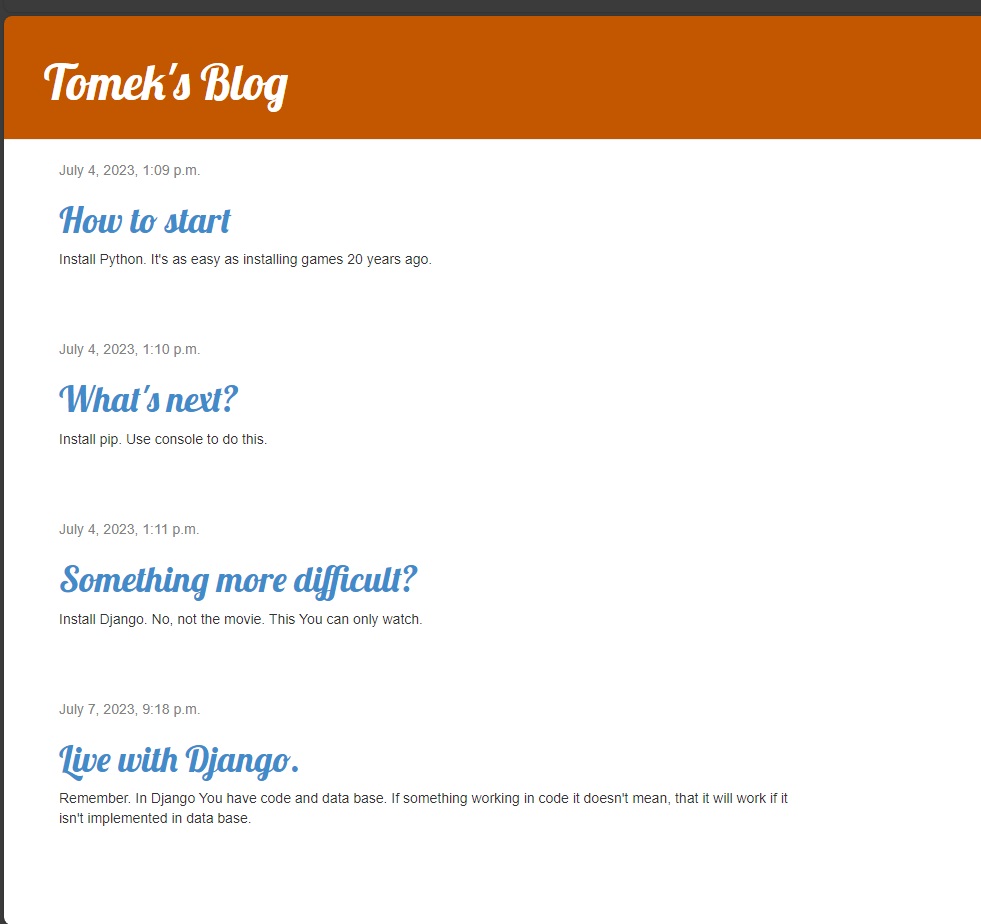 Tomek's Blog
July 4, 2023, 1:09 p.m.
How to start
Install Python. It's as easy as installing games 20 years ago.
July 4, 2023, 1:10 p.m.
What's next?
Install pip. Use console to do this.
July 4, 2023, 1:11 p.m.
Something more difficult?
Install Django. No, not the movie. This You can only watch.
July 7, 2023, 9:18 p.m.
Live with Django.
Remember. In Django You have code and data base. If something working in code it doesn't mean, that it will work if it
isn't implemented in data base.